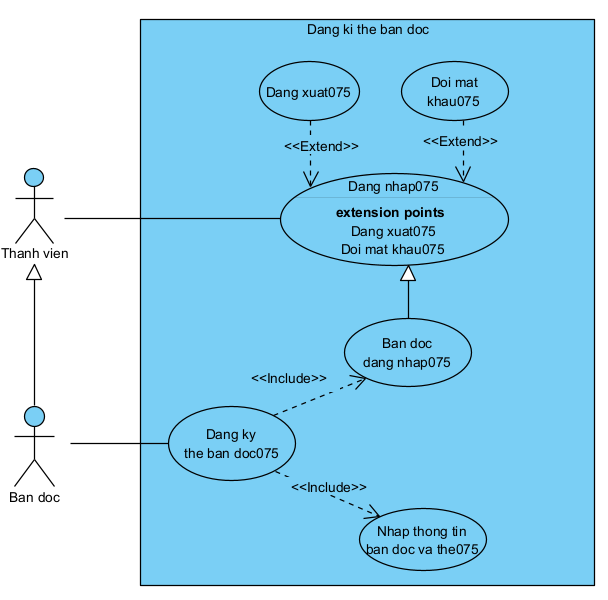 Dang ki the ban doc
Dang xuat075
Doi mat
khau075
<<Extend>>
<<Extend>>
Dang nhap075
extension points
Dang xuat075
Doi mat khau075
Thanh vien
Ban doc
dang nhap075
<<Include>>
Dang ky
the ban doc075
<<Include>>
Ban doc
Nhap thong tin
ban doc va the075